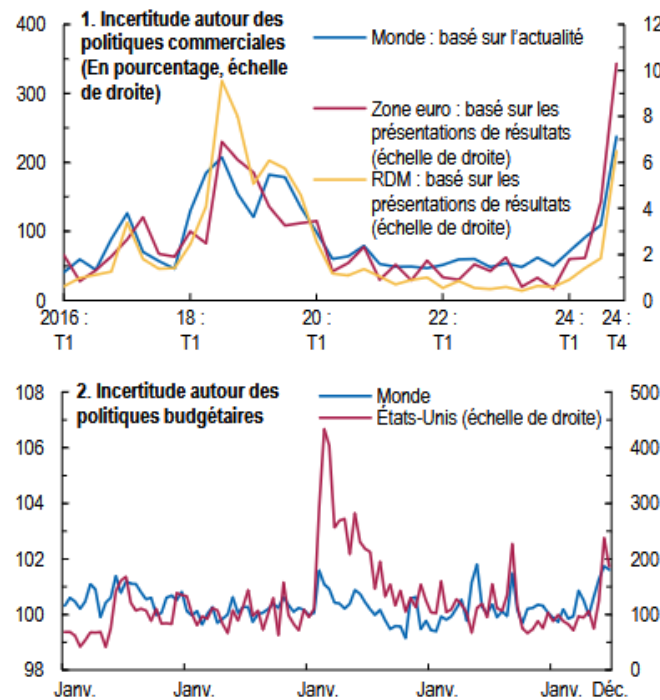 1. Incertitude autour des
politiques commerciales
(En pourcentage, échelle
de droite)
Monde : basé sur l’actualité
Zone euro : basé sur les
présentations de résultats
(échelle de droite)
RDM : basé sur les
présentations de résultats
(échelle de droite)
400
300
200
100
0
12
10
8
6
4
2
0
2016 :
T1
18 :
T1
20 :
T1
22 :
T1
24 :
T1
24 :
T4
2. Incertitude autour des
politiques budgétaires
Monde
États-Unis (échelle de droite)
108
106
104
102
100
98
500
400
300
200
100
0
Janv.
Janv.
Janv.
Janv.
Janv.
Déc.